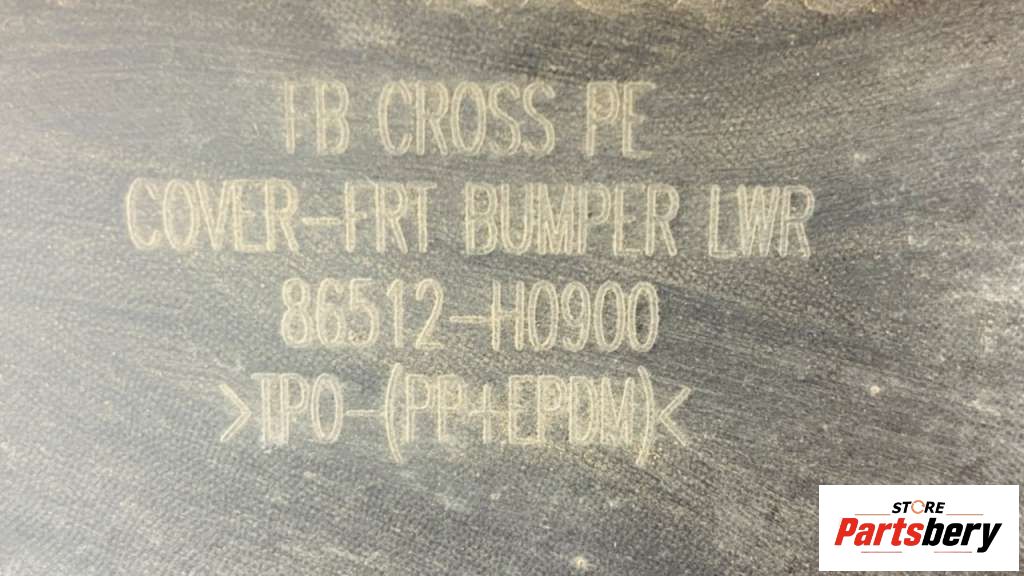 FB CROSS PE
COVER-FRT BUMPER LWR
86512-H0900
>TPO-(PP+EPDM)<
STORE
Partsbery